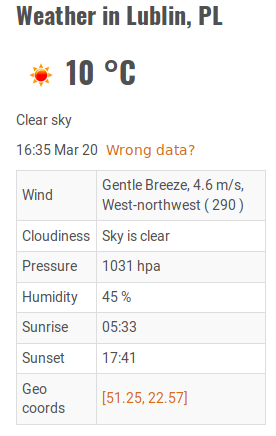 Weather in Lublin, PL
10 °C
Clear sky
16:35 Mar 20 Wrong data?
Wind
Gentle Breeze, 4.6 m/s,
West-northwest ( 290 )
Cloudiness Sky is clear
Pressure 1031 hpa
Humidity 45 %
Sunrise 05:33
Sunset 17:41
Geo
coords
[51.25, 22.57]